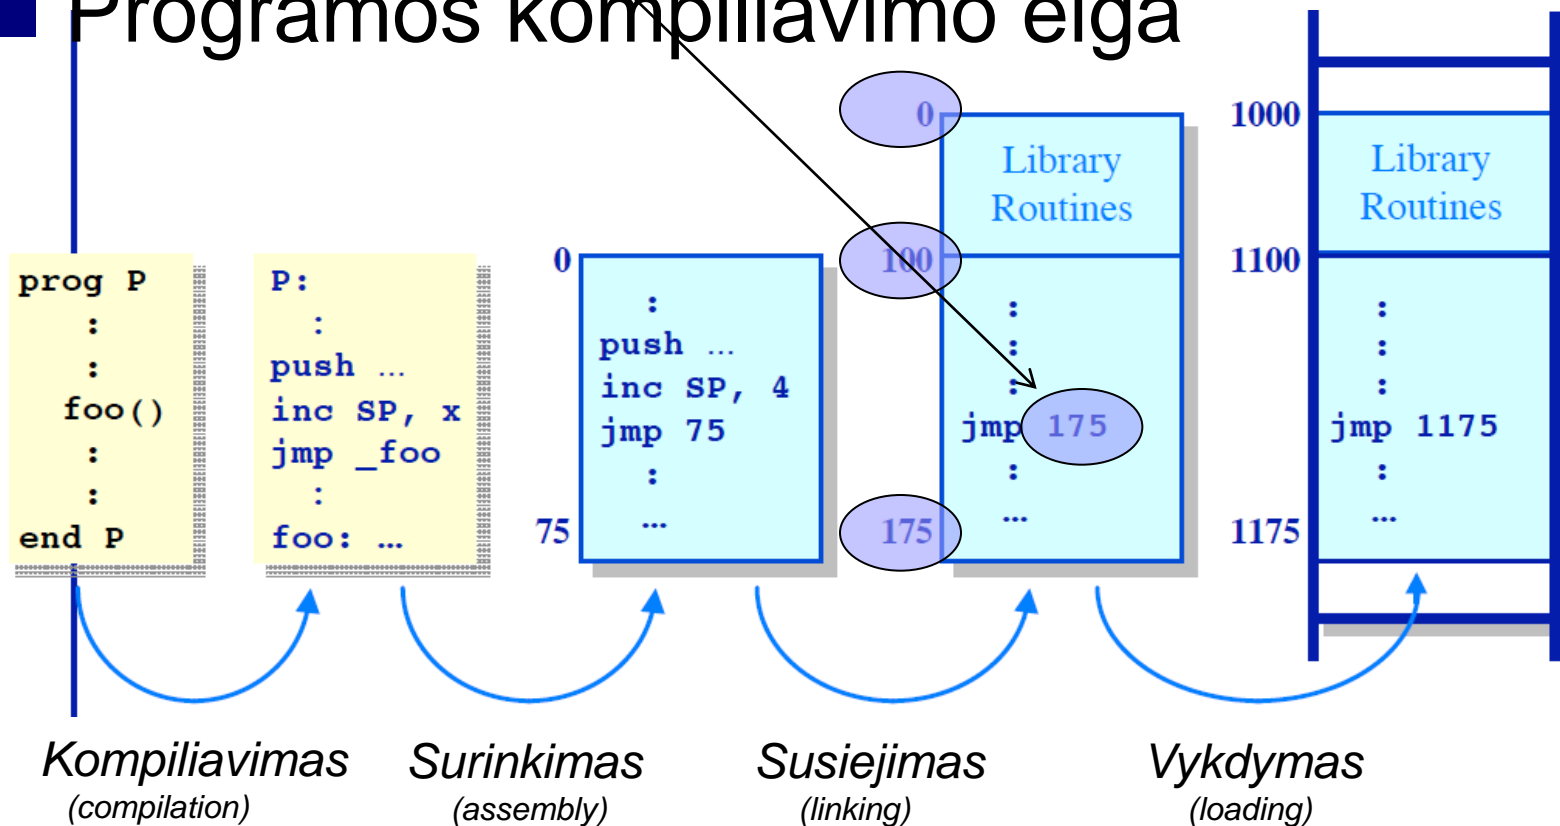 Programos kompiliavimo eiga
prog P
:
:
foo()
:
:
end P
P:
:
push ...
inc SP, x
jmp _foo
:
foo: ...
0
:
push ...
inc SP, 4
jmp 75
:
75
...
0
Library
Routines
100
:
:
:
jmp 175
:
175
...
1000
Library
Routines
1100
:
:
:
jmp 1175
:
1175
...
Kompiliavimas
(compilation)
Surinkimas
(assembly)
Susiejimas
(linking)
Vykdymas
(loading)